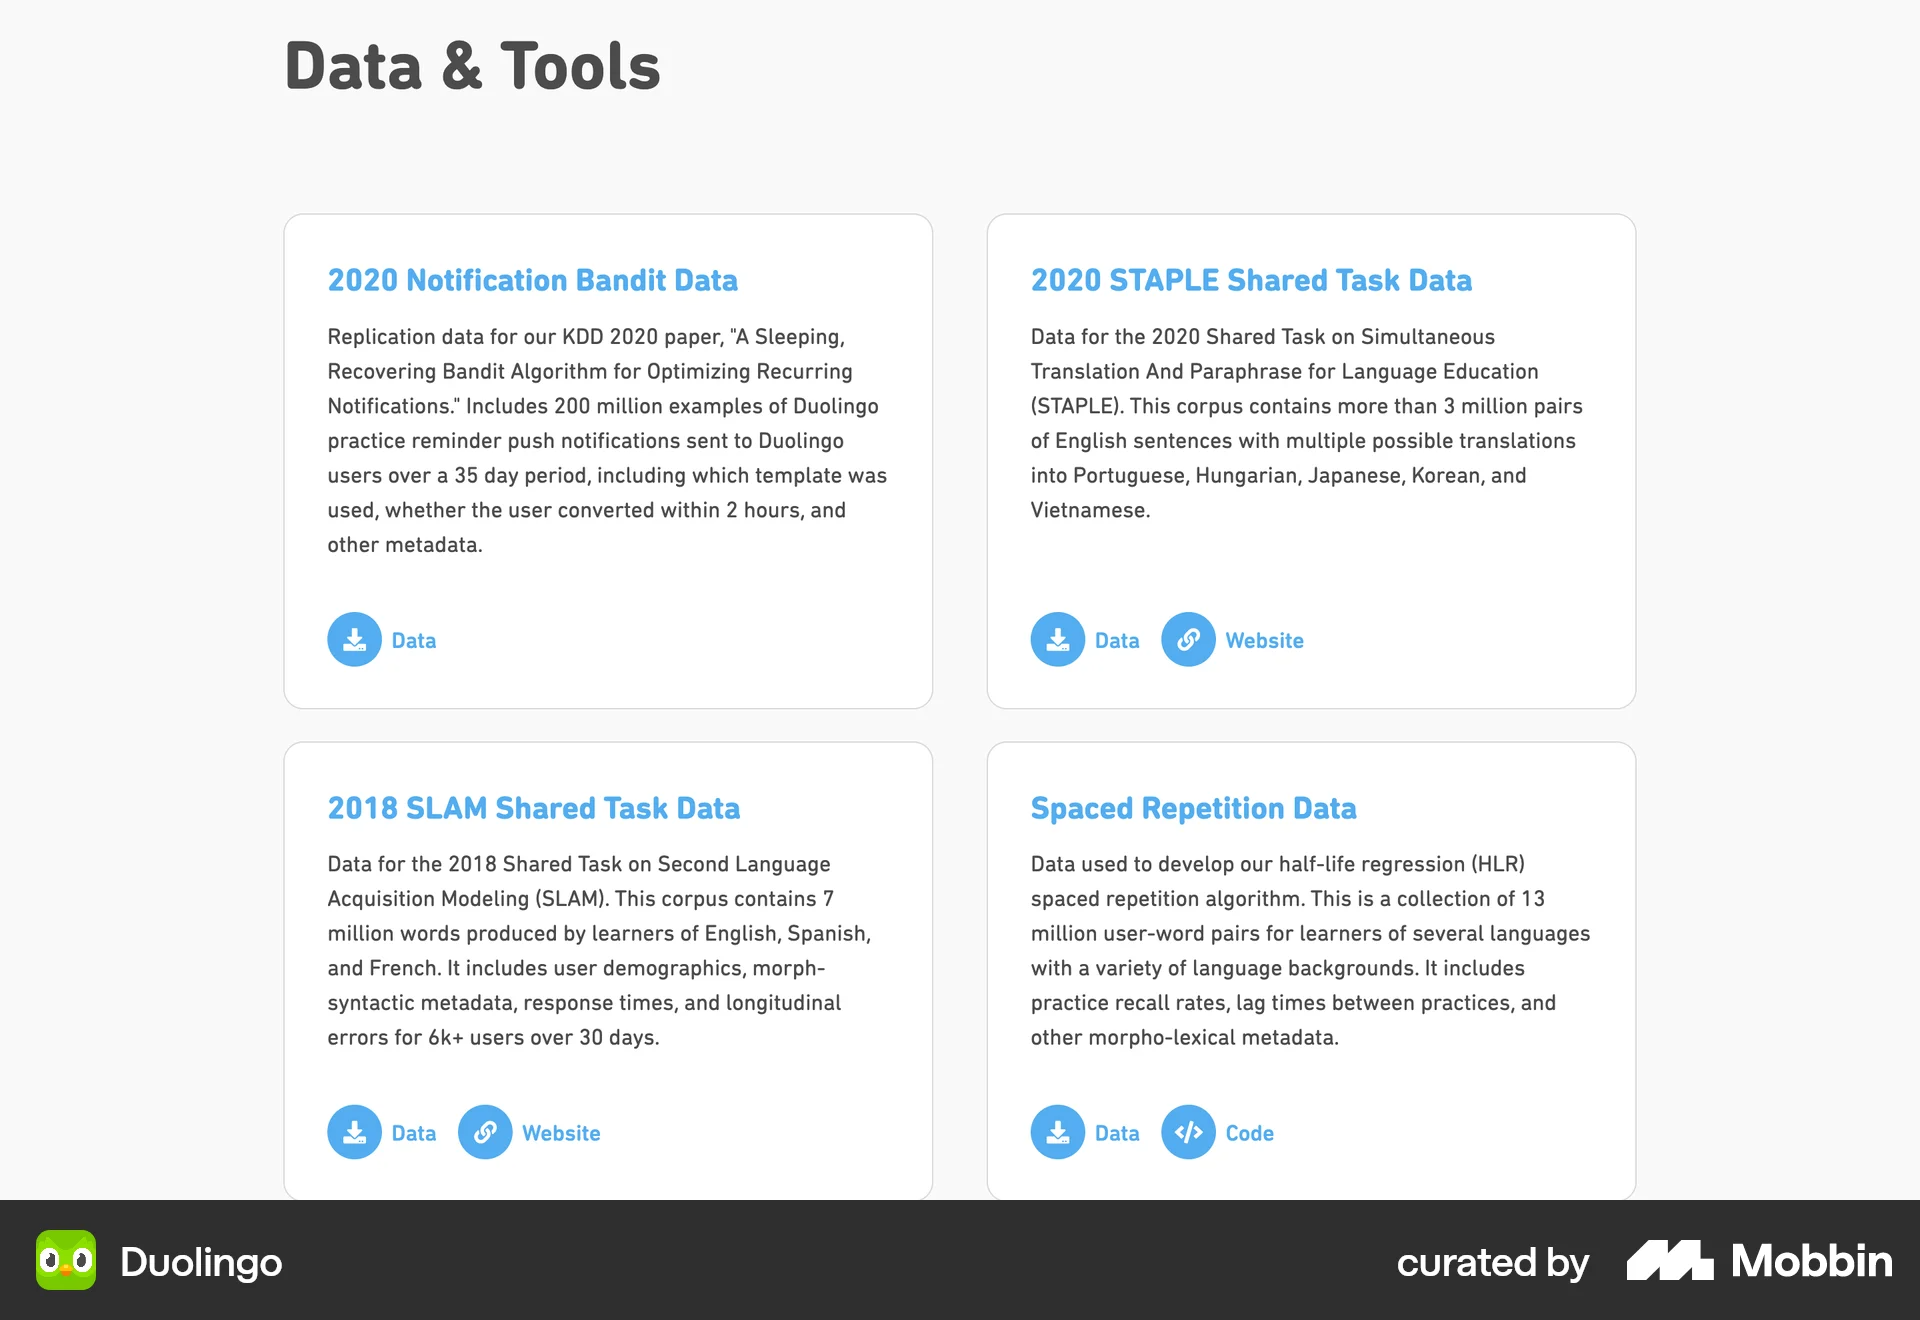 Data & Tools
2020 Notification Bandit Data
Replication data for our KDD 2020 paper, "A Sleeping,
Recovering Bandit Algorithm for Optimizing Recurring
Notifications." Includes 200 million examples of Duolingo
practice reminder push notifications sent to Duolingo
users over a 35 day period, including which template was
used, whether the user converted within 2 hours, and
other metadata.
Data
2020 STAPLE Shared Task Data
Data for the 2020 Shared Task on Simultaneous
Translation And Paraphrase for Language Education
(STAPLE). This corpus contains more than 3 million pairs
of English sentences with multiple possible translations
into Portuguese, Hungarian, Japanese, Korean, and
Vietnamese.
Data Website
2018 SLAM Shared Task Data
Data for the 2018 Shared Task on Second Language
Acquisition Modeling (SLAM). This corpus contains 7
million words produced by learners of English, Spanish,
and French. It includes user demographics, morph-
syntactic metadata, response times, and longitudinal
errors for 6k+ users over 30 days.
Data Website
Spaced Repetition Data
Data used to develop our half-life regression (HLR)
spaced repetition algorithm. This is a collection of 13
million user-word pairs for learners of several languages
with a variety of language backgrounds. It includes
practice recall rates, lag times between practices, and
other morpho-lexical metadata.
Data Code
Duolingo
curated by Mobbin